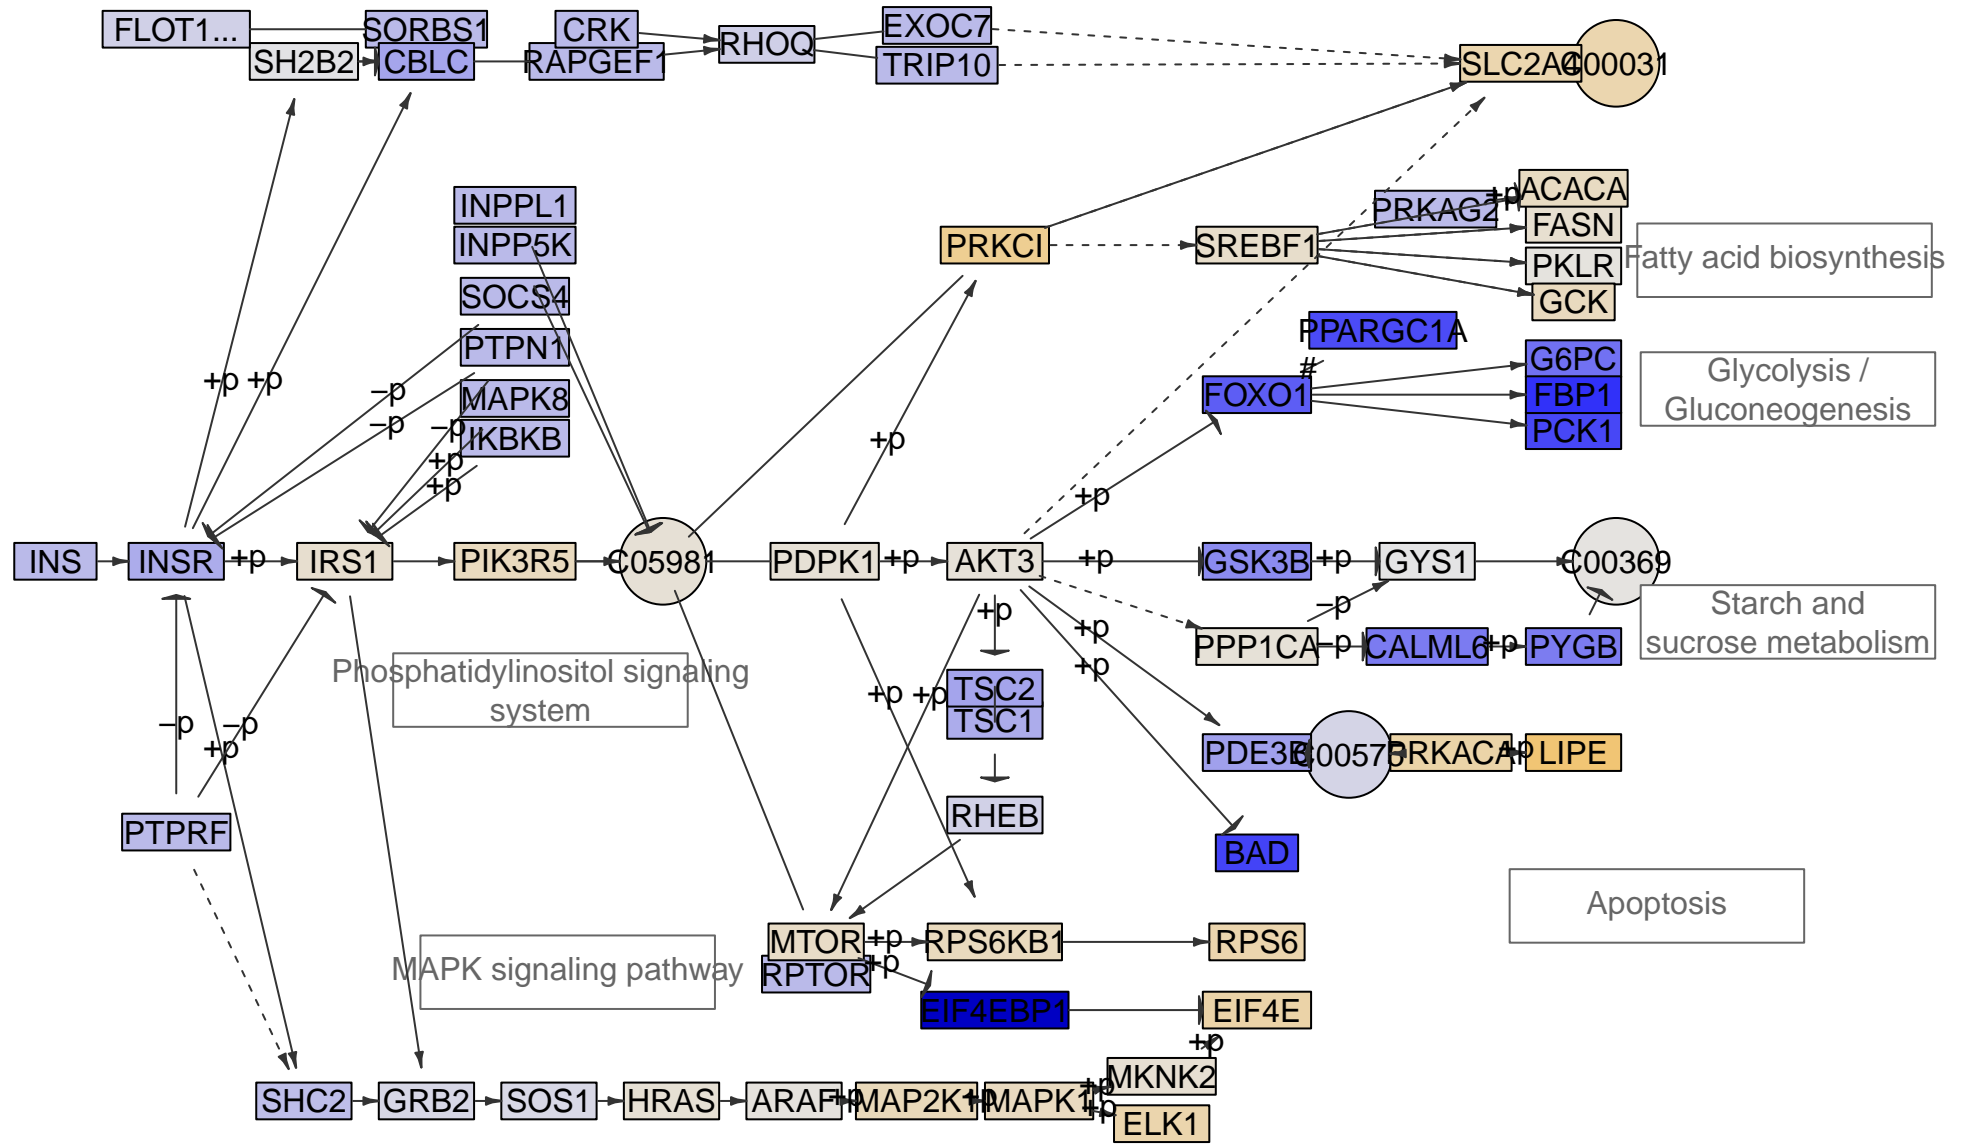 FLOT1...
SORBS1
CRK
EXOC7
RHOQ
SH2B2
CBLC
RAPGEF1
TRIP10
SLC2A4
C00031
INPPL1
PRKAG2
+p
ACACA
FASN
INPP5K
PRKCI
SREBF1
PKLR
Fatty acid biosynthesis
SOCS4
GCK
PTPN1
PPARGC1A
G6PC
#
Glycolysis /
Gluconeogenesis
+p
+p
–p
MAPK8
FOXO1
FBP1
–p
–p
IKBKB
+p
PCK1
+p
+p
+p
INS
INSR
+p
IRS1
PIK3R5
C05981
PDPK1
+p
AKT3
+p
GSK3B
+p
GYS1
C00369
+p
–p
Starch and
sucrose metabolism
+p
PPP1CA
–p
CALML6
+p
PYGB
Phosphatidylinositol signaling
system
+p
+p
+p
TSC2
TSC1
–p
–p
+p
PDE3B
C00575
PRKACA
+p
LIPE
PTPRF
RHEB
BAD
Apoptosis
MTOR
+p
RPS6KB1
RPS6
MAPK signaling pathway
RPTOR
+p
EIF4EBP1
EIF4E
+p
MKNK2
SHC2
GRB2
SOS1
HRAS
ARAF
+p
MAP2K1
+p
MAPK1
+p
+p
ELK1